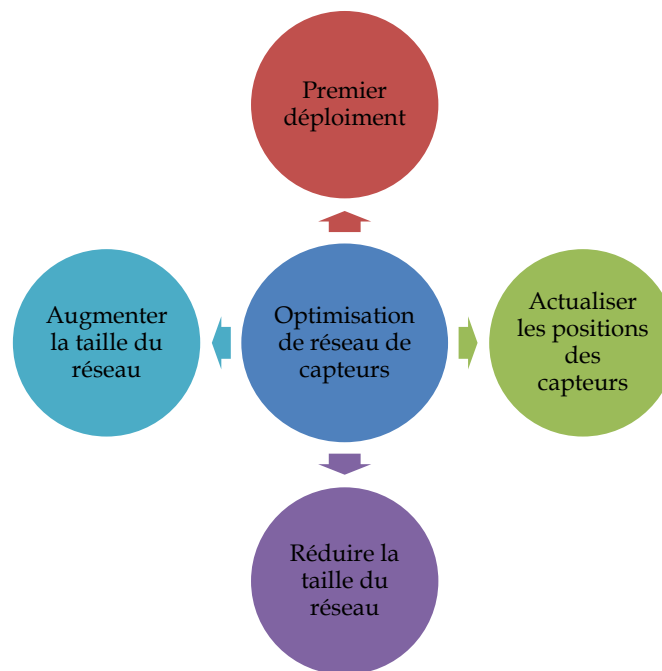 Premier
déploiment
Augmenter
la taille du
réseau
Optimisation
de réseau de
capteurs
Actualiser
les positions
des
capteurs
Réduire la
taille du
réseau